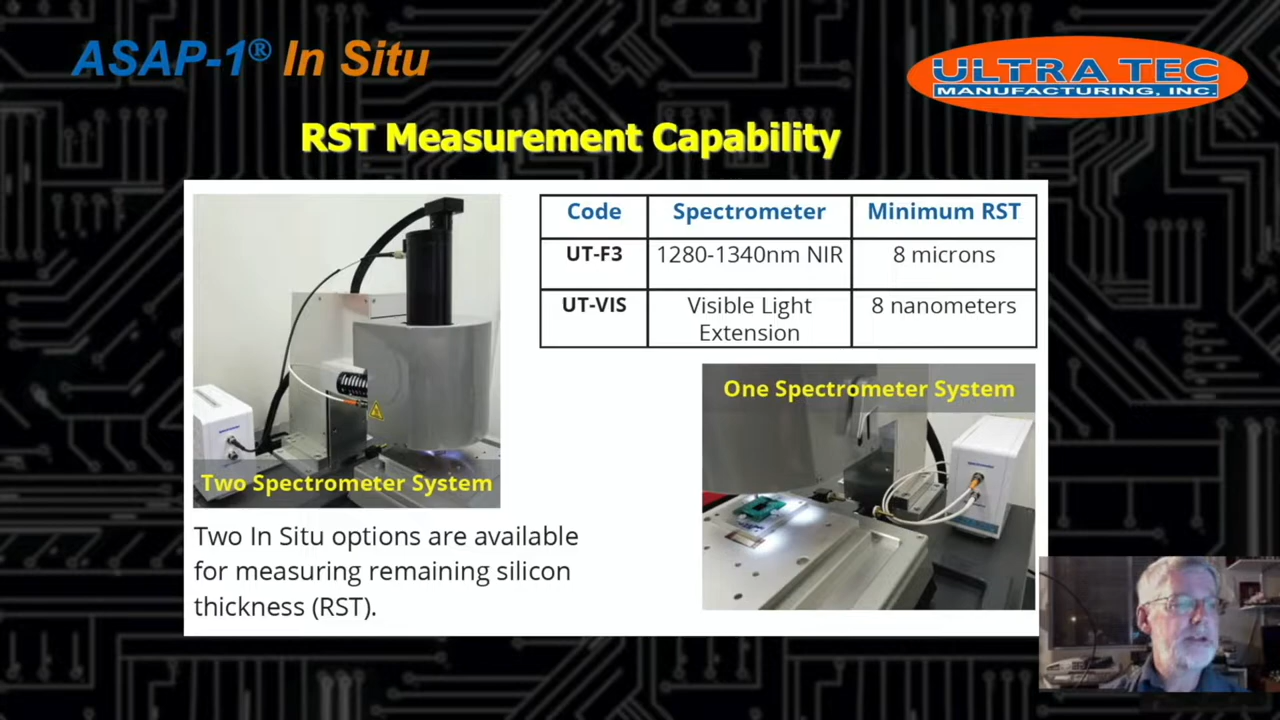 ASAP-1® In Situ
ULTRA TEC
MANUFACTURING, INC.
RST Measurement Capability
Code Spectrometer Minimum RST
UT-F3 1280-1340nm NIR 8 microns
UT-VIS Visible Light Extension 8 nanometers
Two Spectrometer System
One Spectrometer System
Two In Situ options are available
for measuring remaining silicon
thickness (RST).